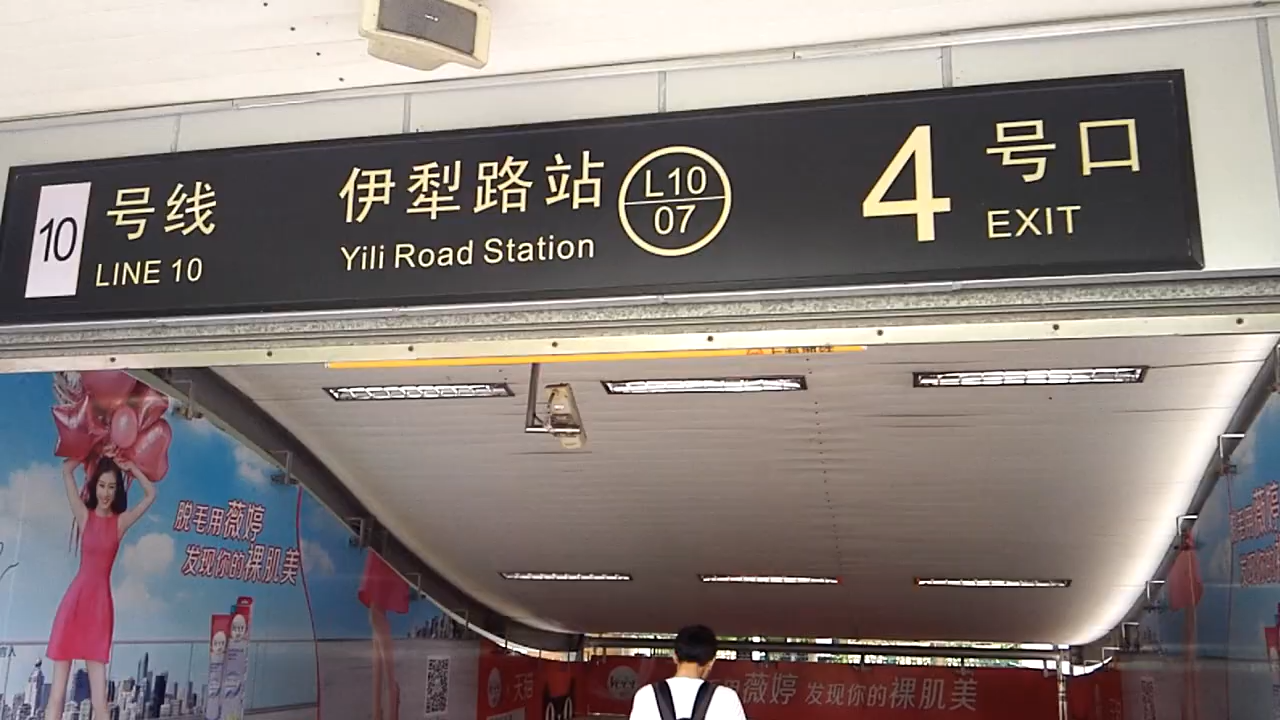 10 号线
LINE 10
伊犁路站
Yili Road Station
L10
07
4 号口
EXIT
脱毛用薇婷
发现你的裸肌美
天猫
用薇婷 发现你的裸肌美